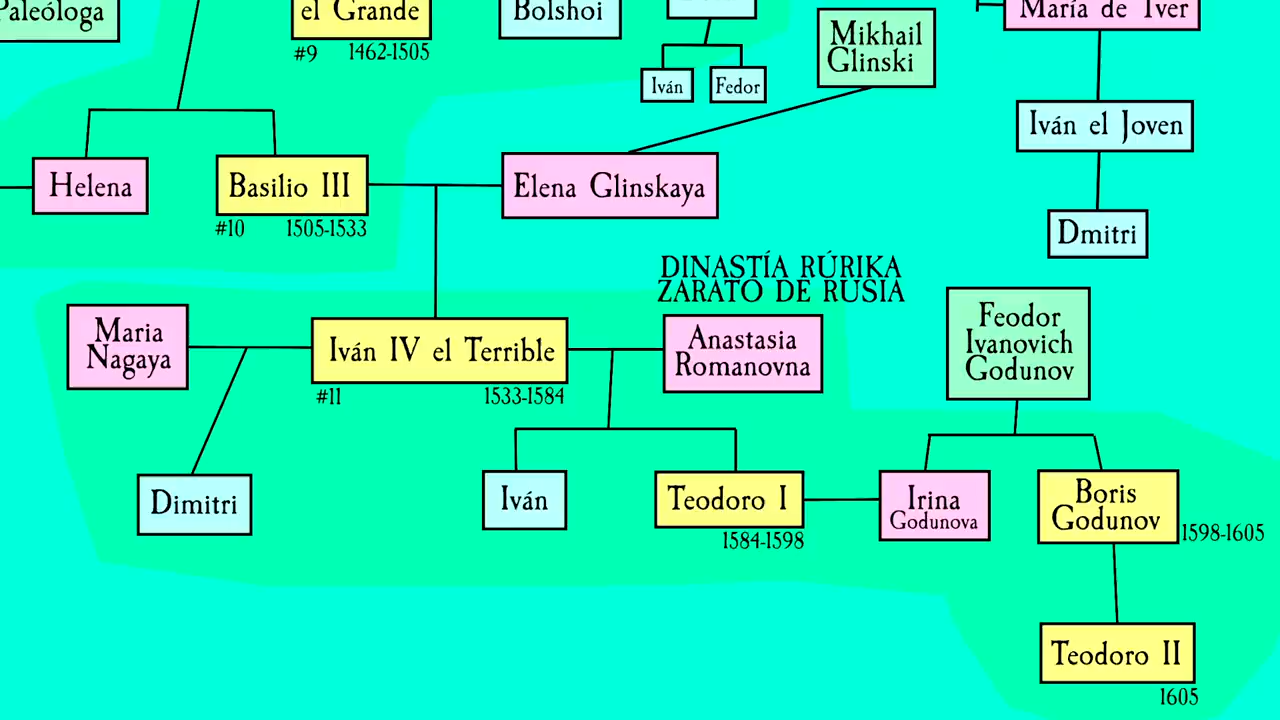 Paleóloga
el Grande
#9 1462-1505
Bolshoi
María de Tver
Mikhail
Glinski
Iván
Fedor
Iván el Joven
Helena
Basilio III
#10 1505-1533
Elena Glinskaya
Dmitri
DINASTÍA RÚRIKA
ZARATO DE RUSIA
Maria
Nagaya
Iván IV el Terrible
#11 1533-1584
Anastasia
Romanovna
Feodor
Ivanovich
Godunov
Dimitri
Iván
Teodoro I
1584-1598
Irina
Godunova
Boris
Godunov
1598-1605
Teodoro II
1605